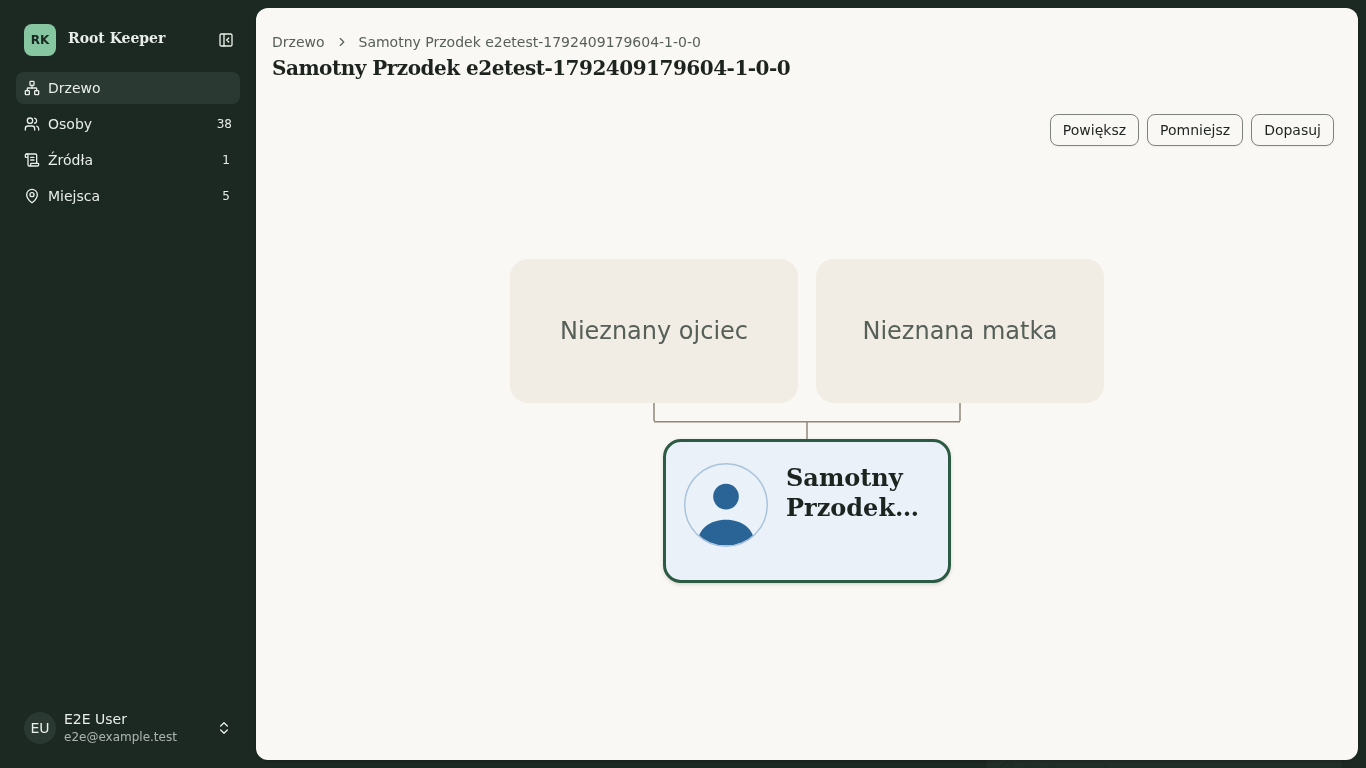 RK
Root Keeper
Drzewo
Osoby 38
Źródła 1
Miejsca 5
EU
E2E User
e2e@example.test
Drzewo > Samotny Przodek e2etest-1792409179604-1-0-0
Samotny Przodek e2etest-1792409179604-1-0-0
Powiększ Pomniejsz Dopasuj
Nieznany ojciec Nieznana matka
Samotny
Przodek...